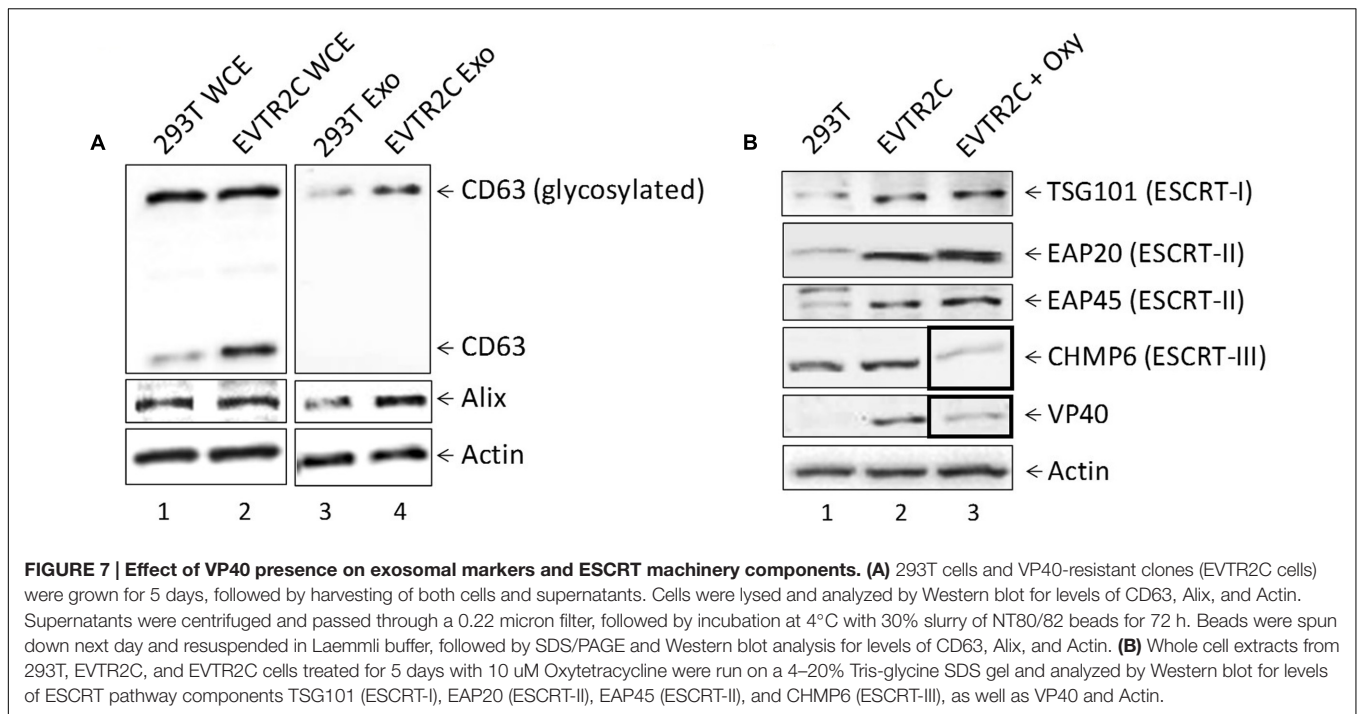 A
293T WCE
EVTR2C WCE
293T Exo
EVTR2C Exo
← CD63 (glycosylated)
← CD63
← Alix
← Actin
1 2 3 4
B
293T
EVTR2C
EVTR2C + Oxy
← TSG101 (ESCRT-I)
← EAP20 (ESCRT-II)
← EAP45 (ESCRT-II)
← CHMP6 (ESCRT-III)
← VP40
← Actin
1 2 3
FIGURE 7 | Effect of VP40 presence on exosomal markers and ESCRT machinery components. (A) 293T cells and VP40-resistant clones (EVTR2C cells)
were grown for 5 days, followed by harvesting of both cells and supernatants. Cells were lysed and analyzed by Western blot for levels of CD63, Alix, and Actin.
Supernatants were centrifuged and passed through a 0.22 micron filter, followed by incubation at 4°C with 30% slurry of NT80/82 beads for 72 h. Beads were spun
down next day and resuspended in Laemmli buffer, followed by SDS/PAGE and Western blot analysis for levels of CD63, Alix, and Actin. (B) Whole cell extracts from
293T, EVTR2C, and EVTR2C cells treated for 5 days with 10 uM Oxytetracycline were run on a 4–20% Tris-glycine SDS gel and analyzed by Western blot for levels
of ESCRT pathway components TSG101 (ESCRT-I), EAP20 (ESCRT-II), EAP45 (ESCRT-II), and CHMP6 (ESCRT-III), as well as VP40 and Actin.